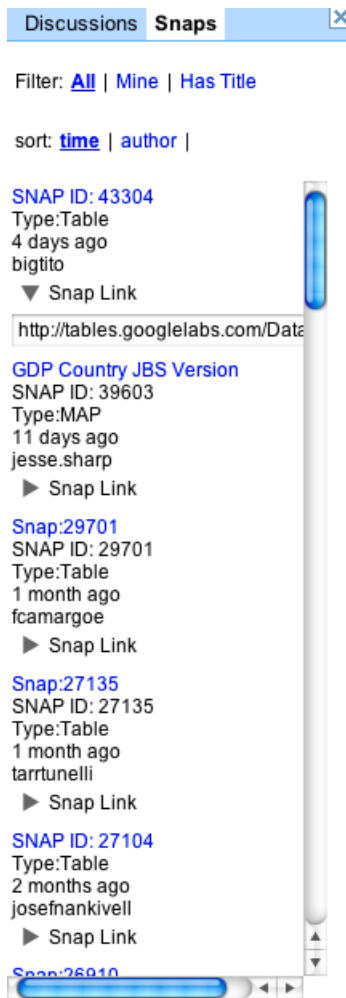 Discussions Snaps
Filter: All | Mine | Has Title
sort: time | author |
SNAP ID: 43304
Type:Table
4 days ago
bigtito
Snap Link
http://tables.googlelabs.com/Data
GDP Country JBS Version
SNAP ID: 39603
Type:MAP
11 days ago
jesse.sharp
Snap Link
Snap:29701
SNAP ID: 29701
Type:Table
1 month ago
fcamargoe
Snap Link
Snap:27135
SNAP ID: 27135
Type:Table
1 month ago
tarrtunelli
Snap Link
SNAP ID: 27104
Type:Table
2 months ago
josefnankivell
Snap Link
Snap:26910